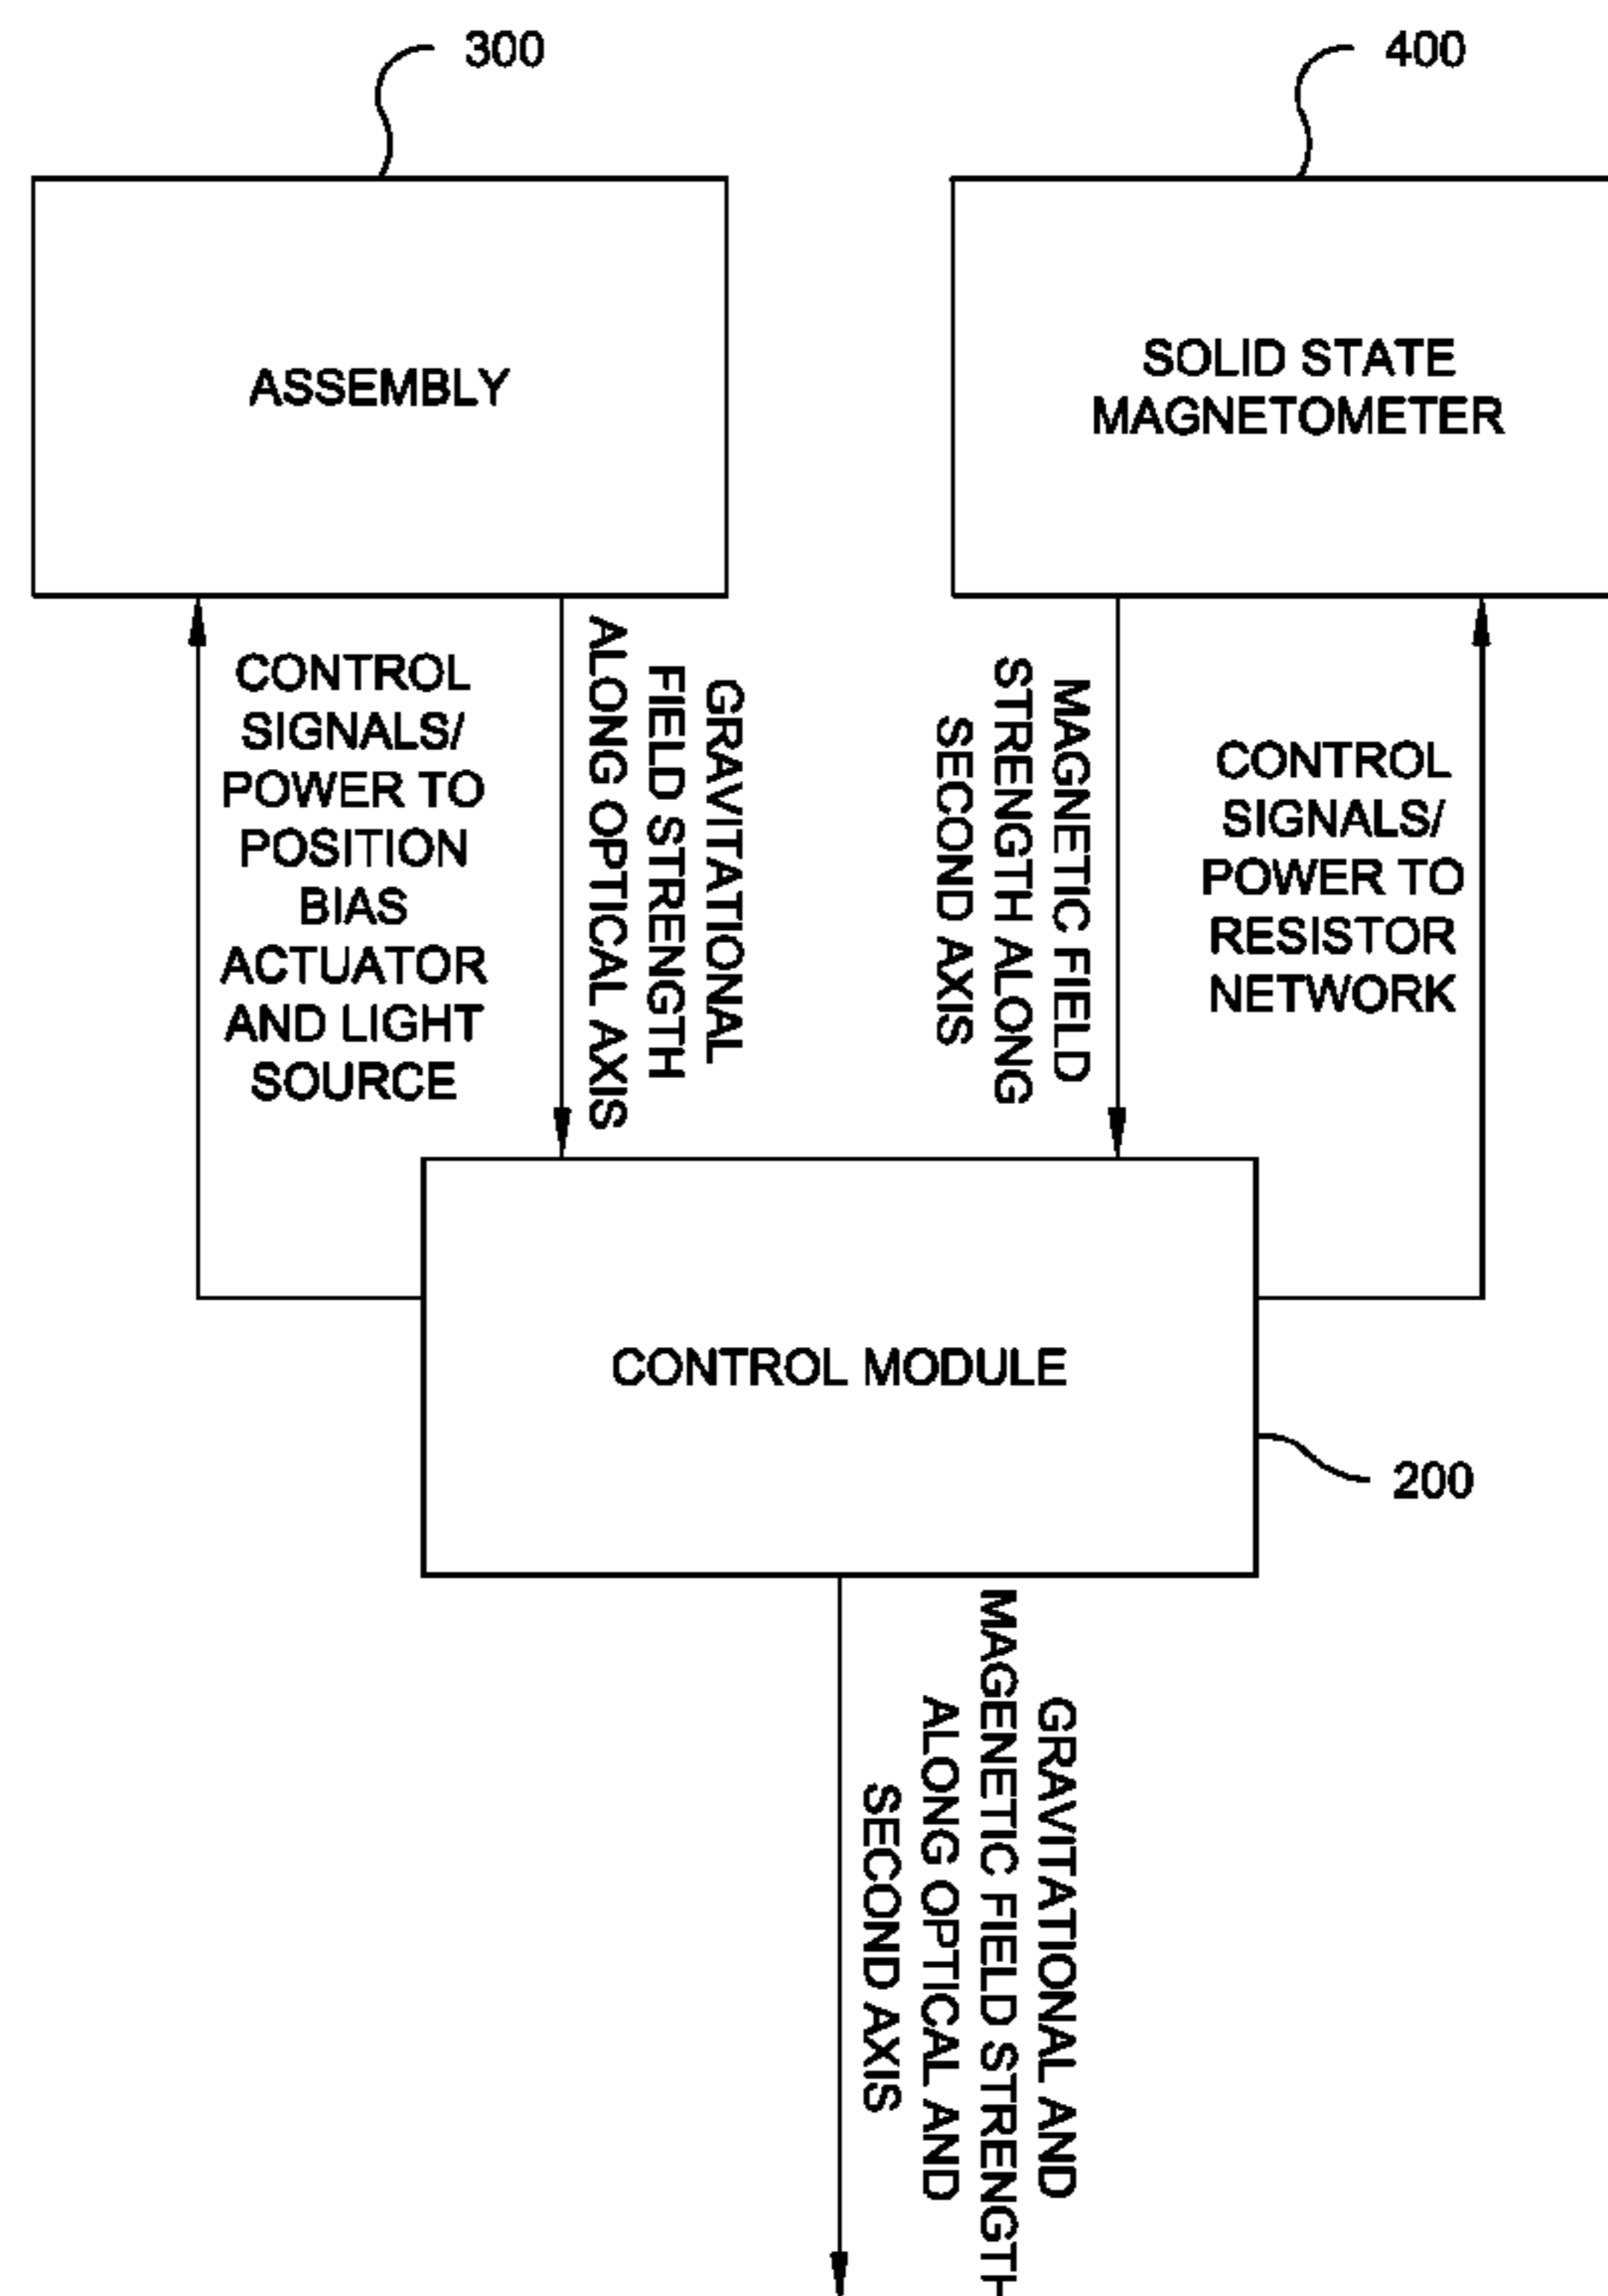 300
400
ASSEMBLY
SOLID STATE
MAGNETOMETER
CONTROL
SIGNALS/
POWER TO
POSITION
BIAS
ACTUATOR
AND LIGHT
SOURCE
GRAVITATIONAL
FIELD STRENGTH
ALONG OPTICAL AXIS
MAGNETIC FIELD
STRENGTH ALONG
SECOND AXIS
CONTROL
SIGNALS/
POWER TO
RESISTOR
NETWORK
CONTROL MODULE
200
GRAVITATIONAL AND
MAGENETIC FIELD STRENGTH
ALONG OPTICAL AND
SECOND AXIS